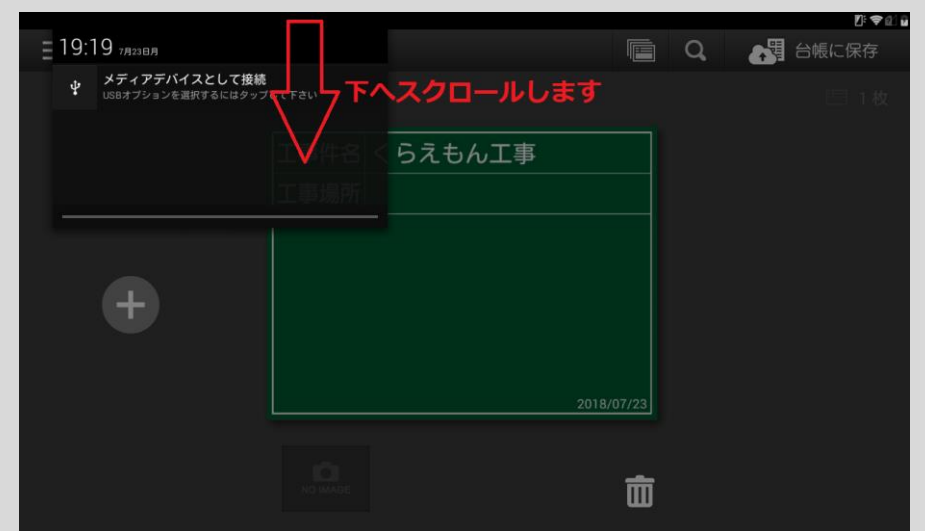 19:19 7月23日月
メディアデバイスとして接続
USBオプションを選択するにはタップして下さい
下へスクロールします
台帳に保存
1 枚
工事件名 くらえもん工事
工事場所
2018/07/23
NO IMAGE